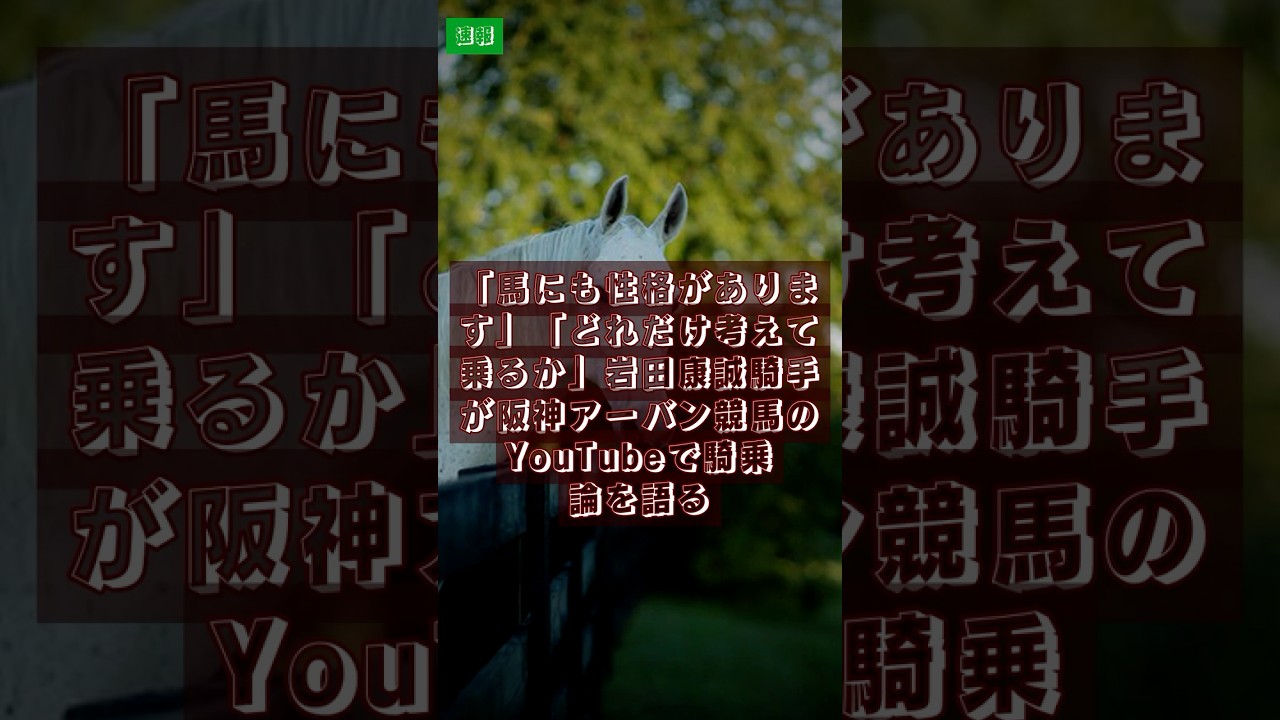 速報
「馬にも性格がありま
す」「どれだけ考えて
乗るか」岩田康誠騎手
が阪神アーバン競馬の
YouTubeで騎乗
論を語る